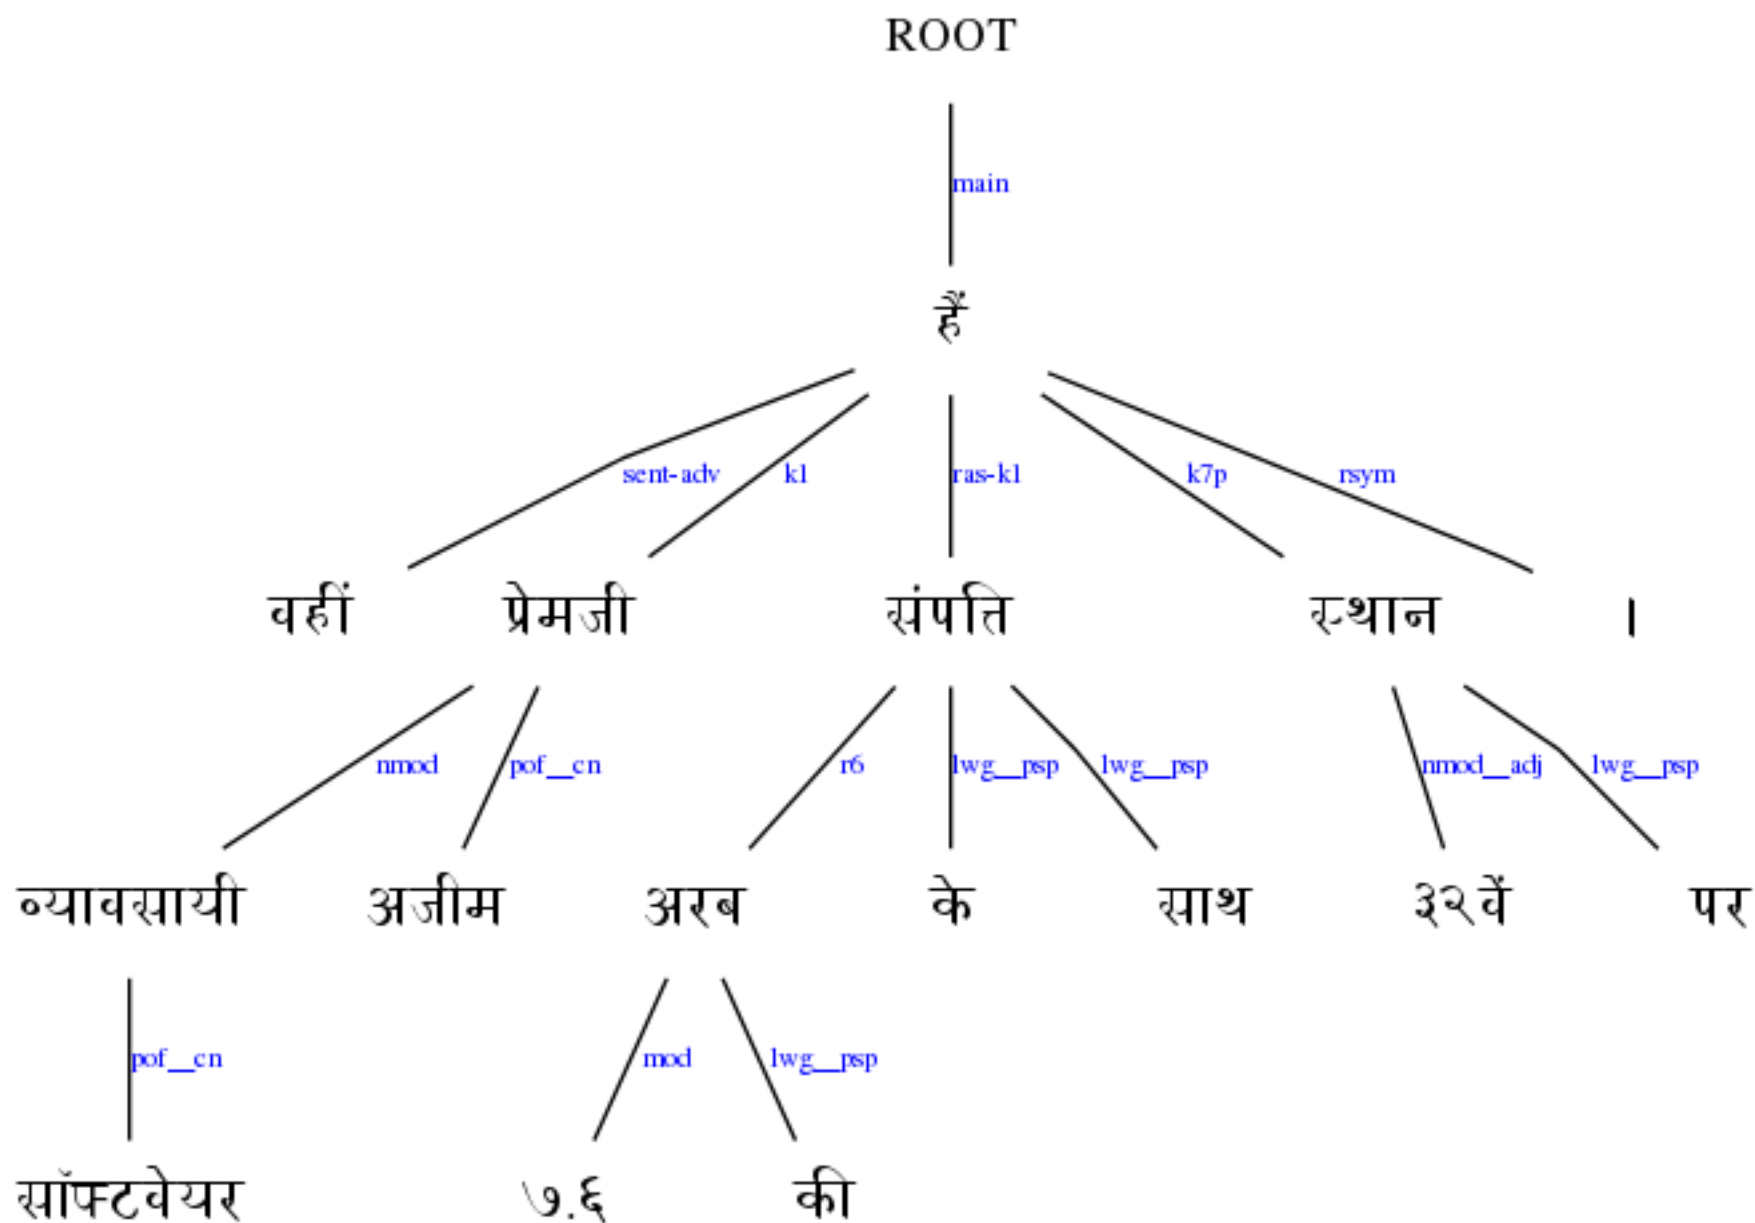 ROOT
main
हैं
sent-adv k1 ras-k1 k7p rsym
वहीं प्रेमजी संपत्ति स्थान ।
nmod pof__cn r6 lwg__psp lwg__psp nmod__adj lwg__psp
व्यावसायी अजीम अरब के साथ ३२वें पर
pof__cn mod lwg__psp
सॉफ्टवेयर ७.६ की